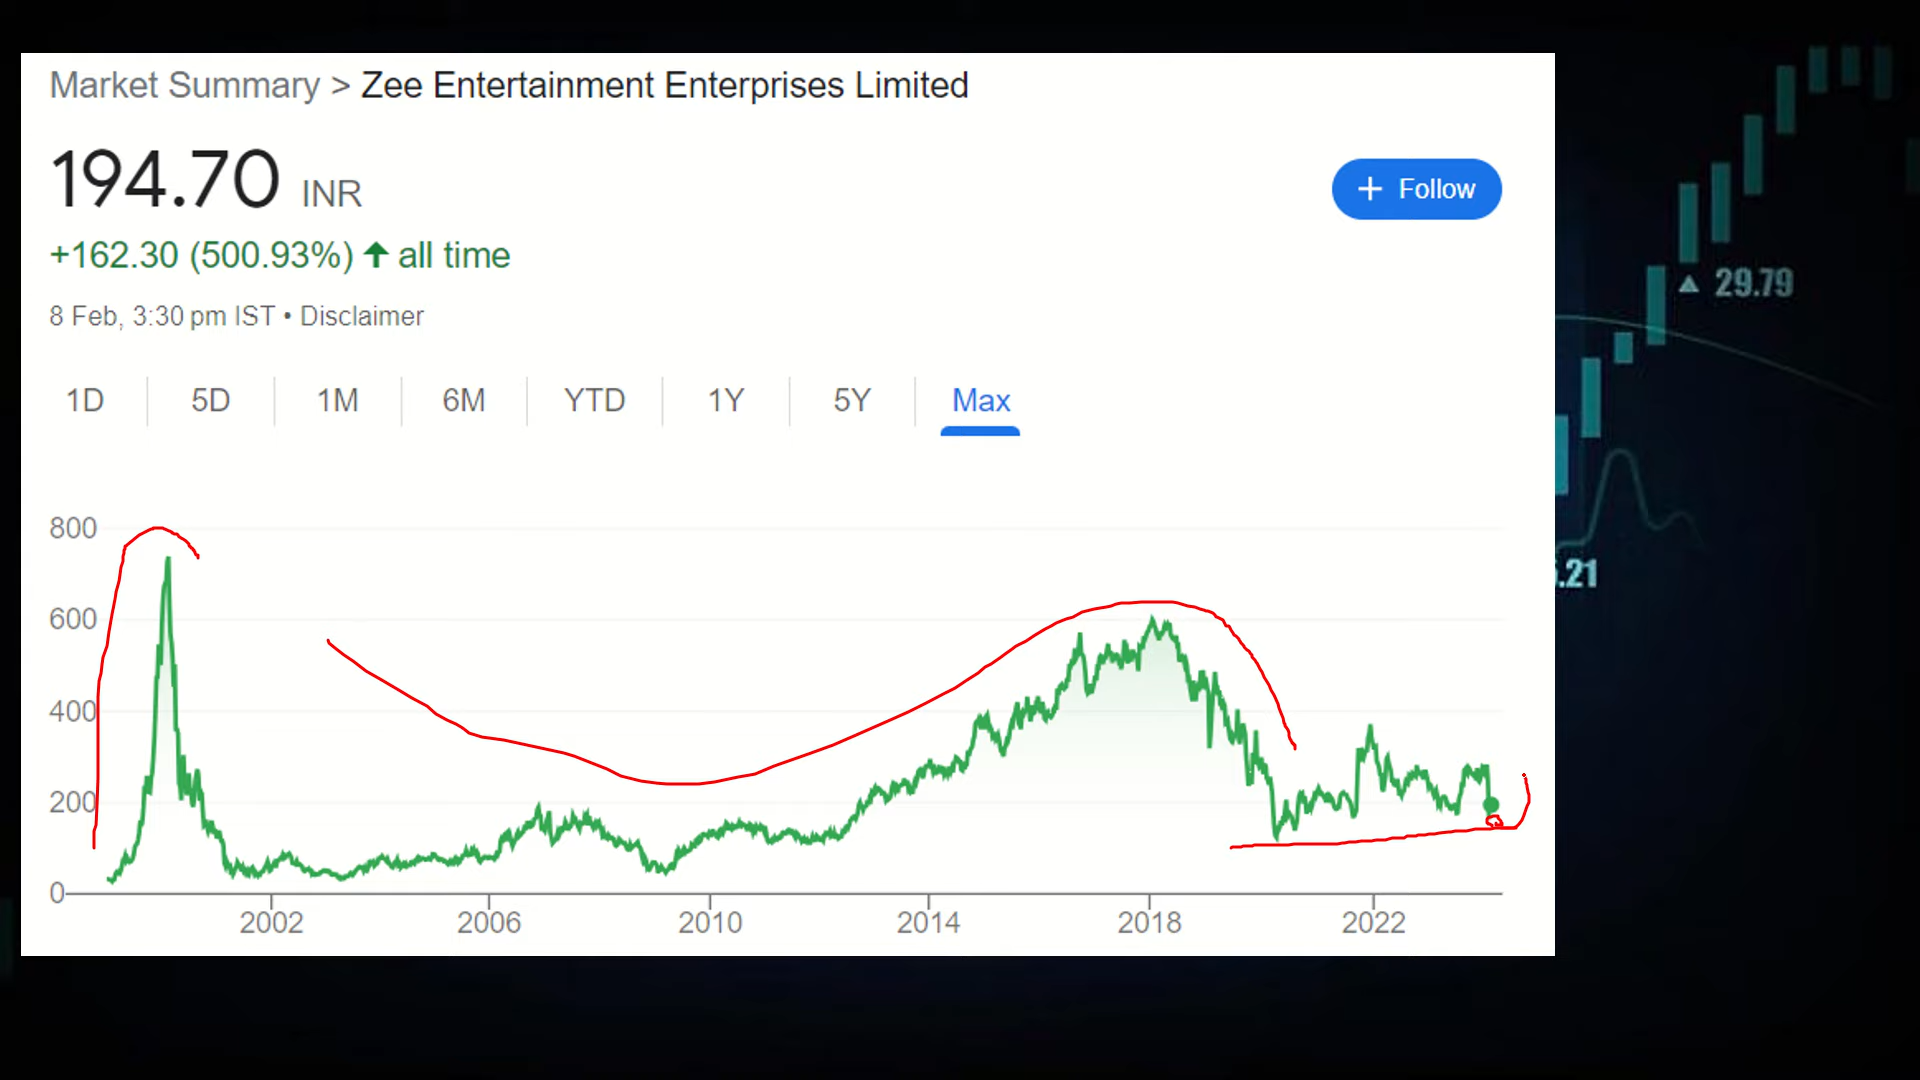 Market Summary > Zee Entertainment Enterprises Limited
194.70 INR
+ Follow
+162.30 (500.93%) ↑ all time
8 Feb, 3:30 pm IST • Disclaimer
1D 5D 1M 6M YTD 1Y 5Y Max
800
600
400
200
0
2002 2006 2010 2014 2018 2022
▲ 29.79
.21